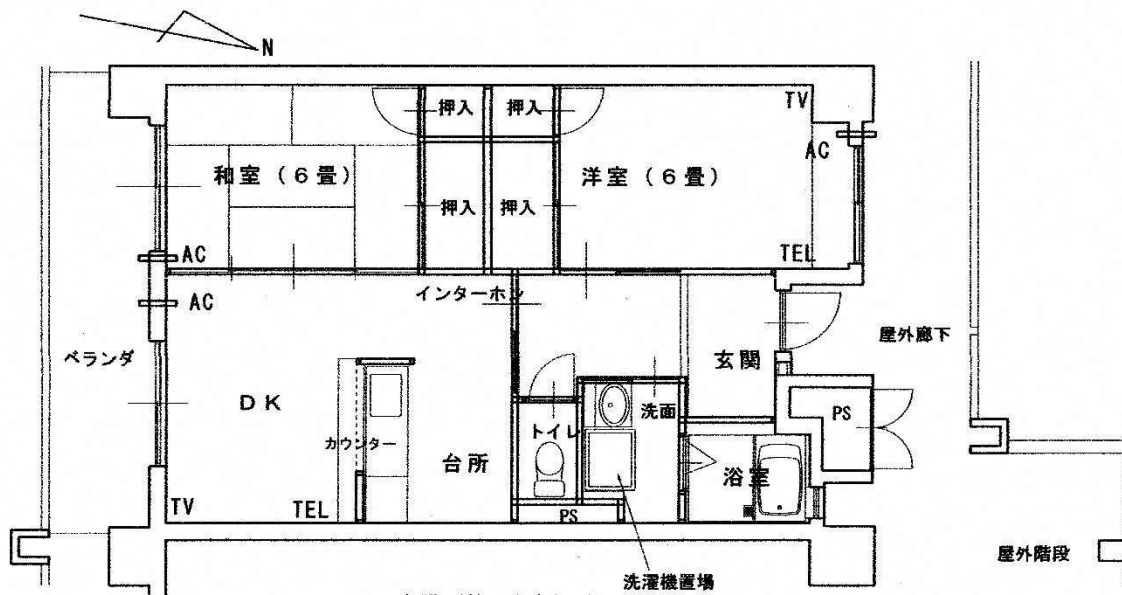 N
押入
押入
TV
AC
和室（６畳）
洋室（６畳）
押入
押入
AC
TEL
AC
インターホン
ベランダ
玄関
屋外廊下
ＤＫ
洗面
PS
カウンター
トイレ
台所
浴室
TV
TEL
PS
屋外階段
洗濯機置場